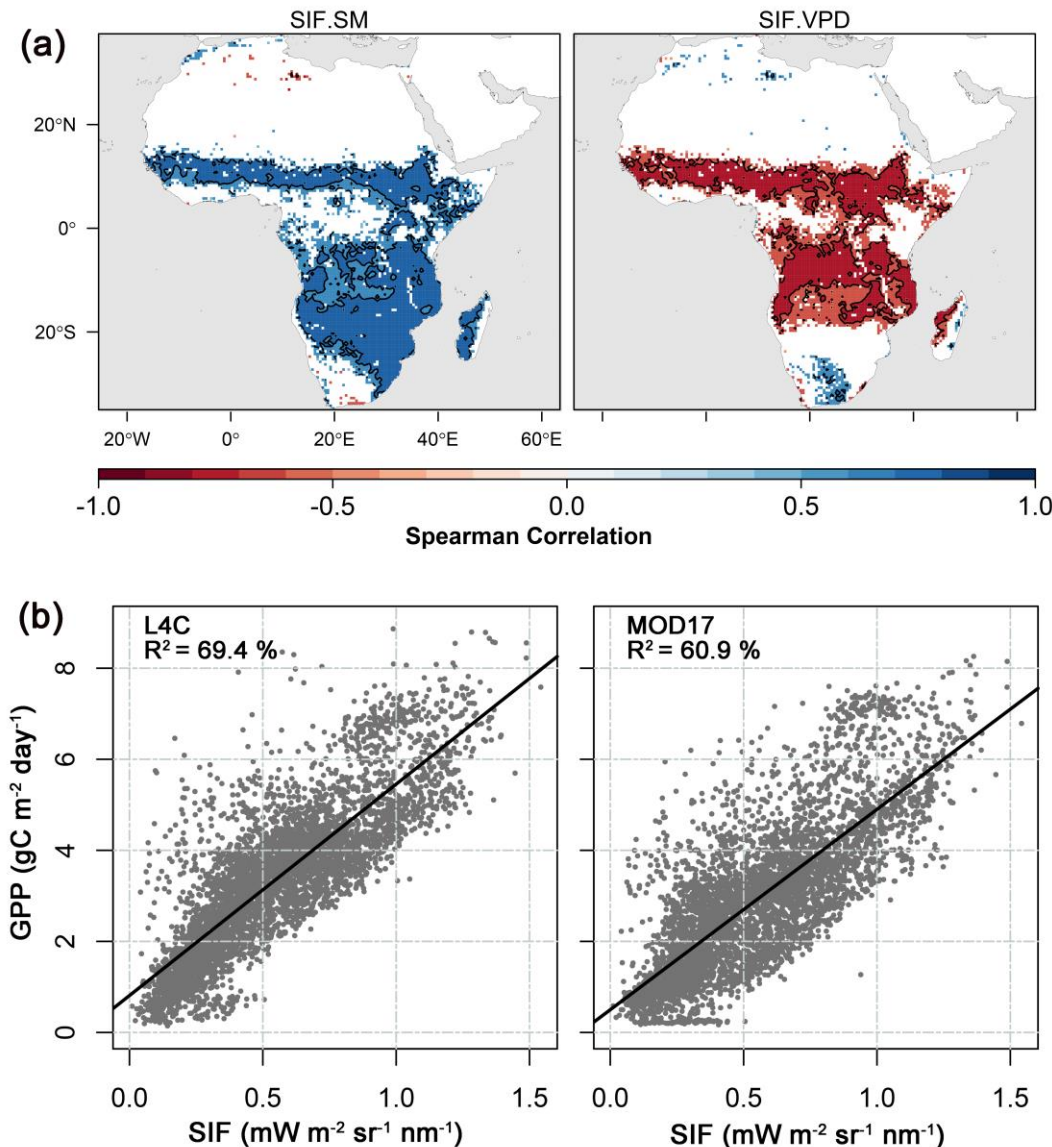 (a)
SIF.SM
SIF.VPD
20°N
0°
20°S
20°W 0° 20°E 40°E 60°E
-1.0 -0.5 0.0 0.5 1.0
Spearman Correlation
(b)
L4C
R² = 69.4 %
MOD17
R² = 60.9 %
GPP (gC m⁻² day⁻¹)
8
6
4
2
0
0.0 0.5 1.0 1.5
0.0 0.5 1.0 1.5
SIF (mW m⁻² sr⁻¹ nm⁻¹)
SIF (mW m⁻² sr⁻¹ nm⁻¹)